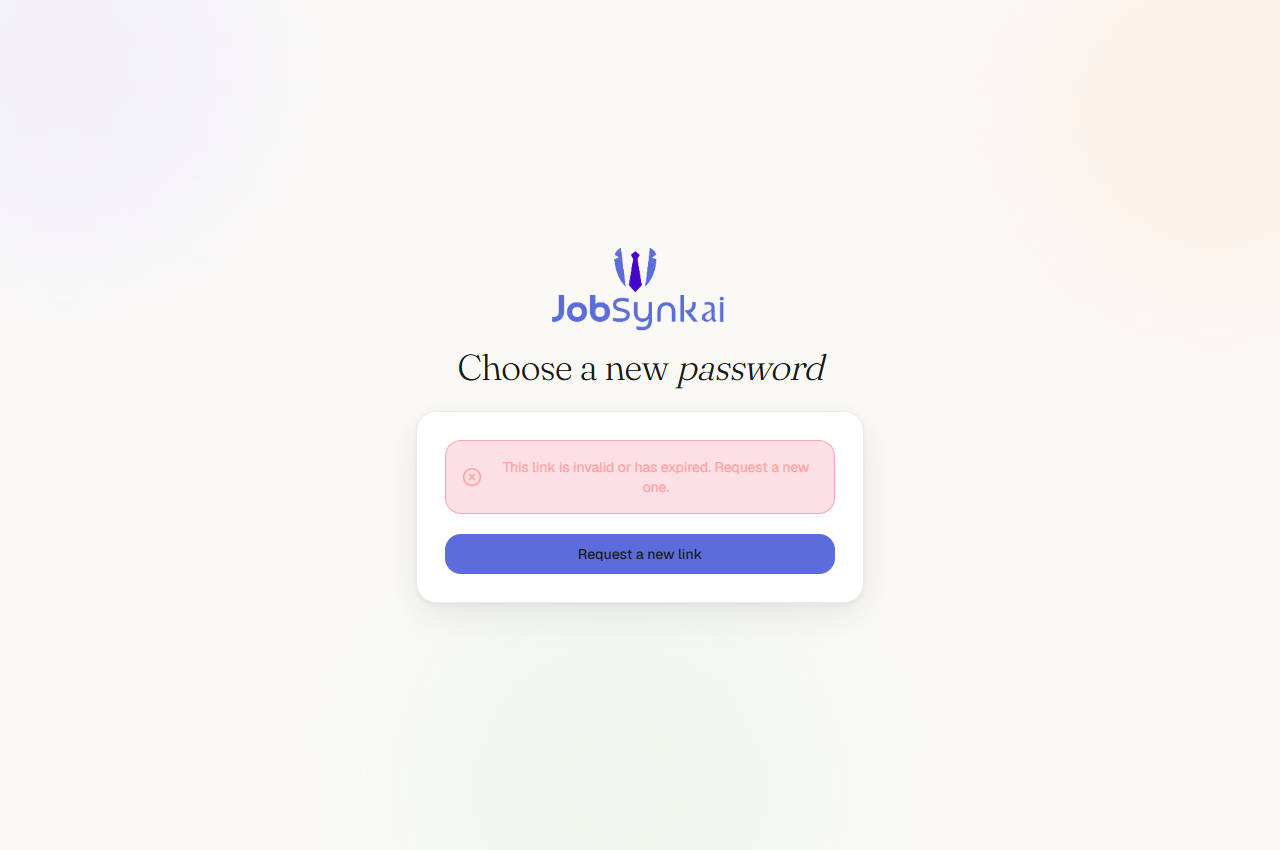 JobSynkai
Choose a new password
This link is invalid or has expired. Request a new
one.
Request a new link